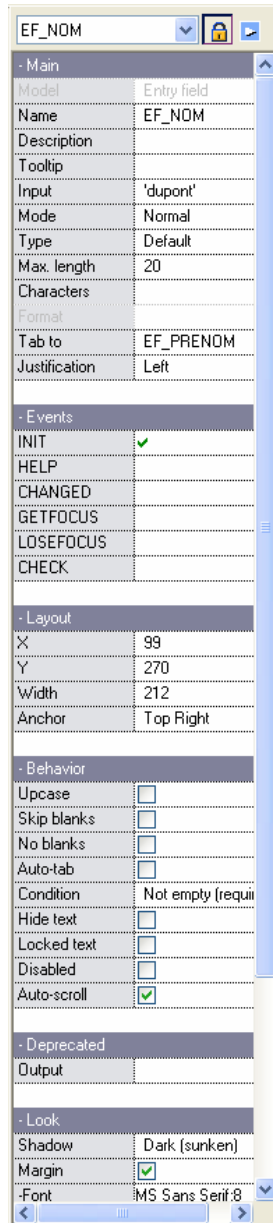 EF_NOM
- Main
Model Entry field
Name EF_NOM
Description
Tooltip
Input 'dupont'
Mode Normal
Type Default
Max. length 20
Characters
Format
Tab to EF_PRENOM
Justification Left
- Events
INIT
HELP
CHANGED
GETFOCUS
LOSEFOCUS
CHECK
- Layout
X 99
Y 270
Width 212
Anchor Top Right
- Behavior
Upcase
Skip blanks
No blanks
Auto-tab
Condition Not empty (requir
Hide text
Locked text
Disabled
Auto-scroll
- Deprecated
Output
- Look
Shadow Dark (sunken)
Margin
-Font MS Sans Serif:8